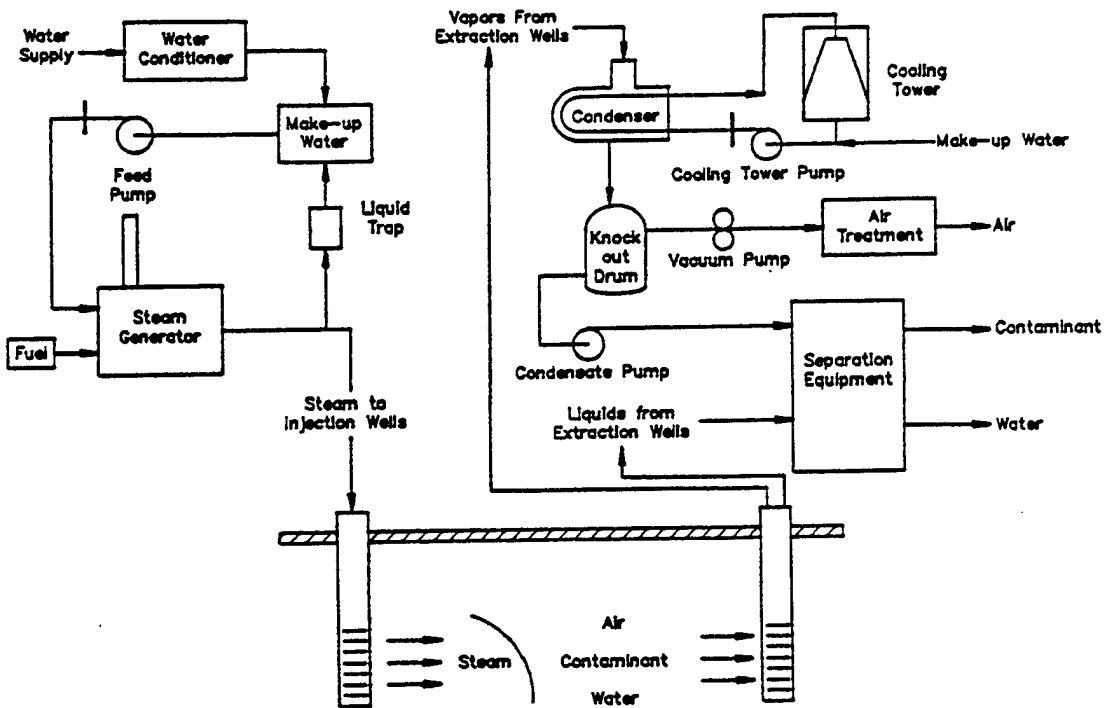 Water
Supply
Water
Conditioner
Make-up
Water
Feed
Pump
Liquid
Trap
Steam
Generator
Fuel
Steam to
Injection Wells
Vapors From
Extraction Wells
Condenser
Cooling
Tower
Make-up Water
Cooling Tower Pump
Knock
out
Drum
Vacuum Pump
Air
Treatment
Air
Condensate Pump
Separation
Equipment
Contaminant
Liquids from
Extraction Wells
Water
Steam
Air
Contaminant
Water